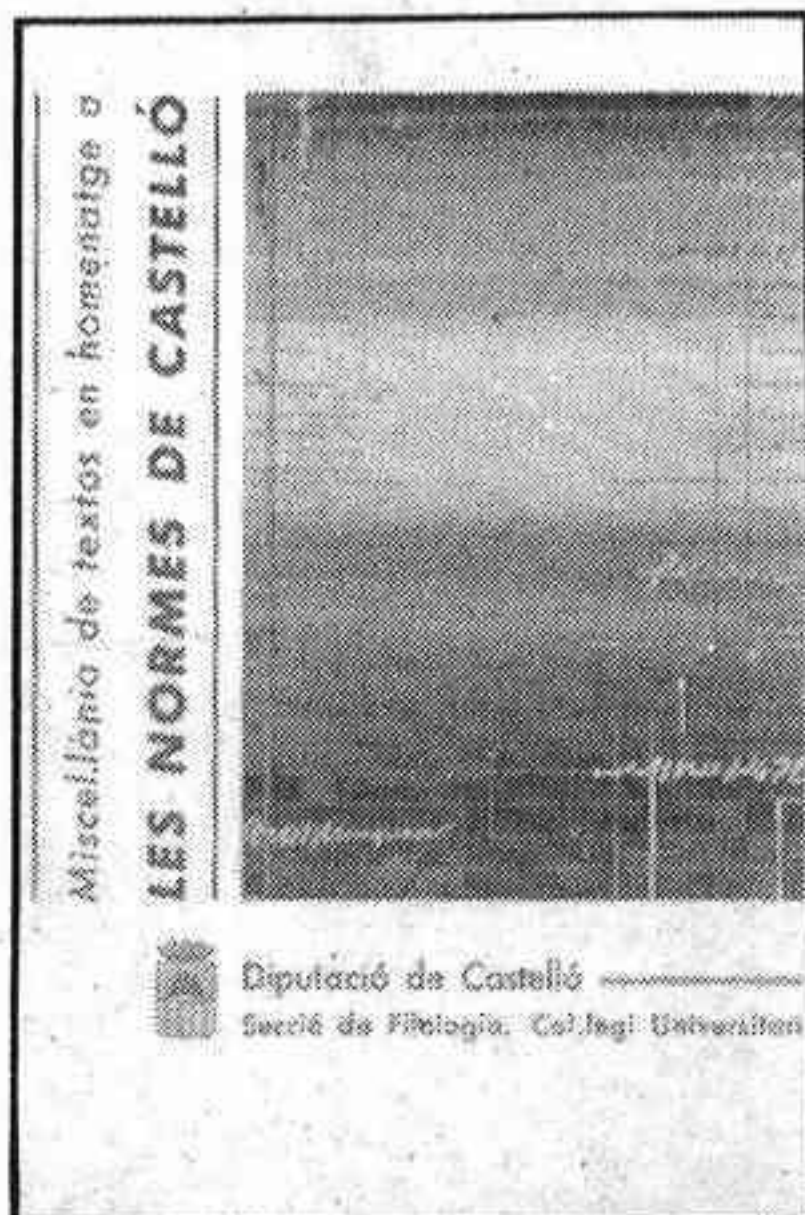 Miscel.lània de textos en homenatge a
LES NORMES DE CASTELLÓ
Diputació de Castelló
Secció de Filologia. Col.legi Universitari